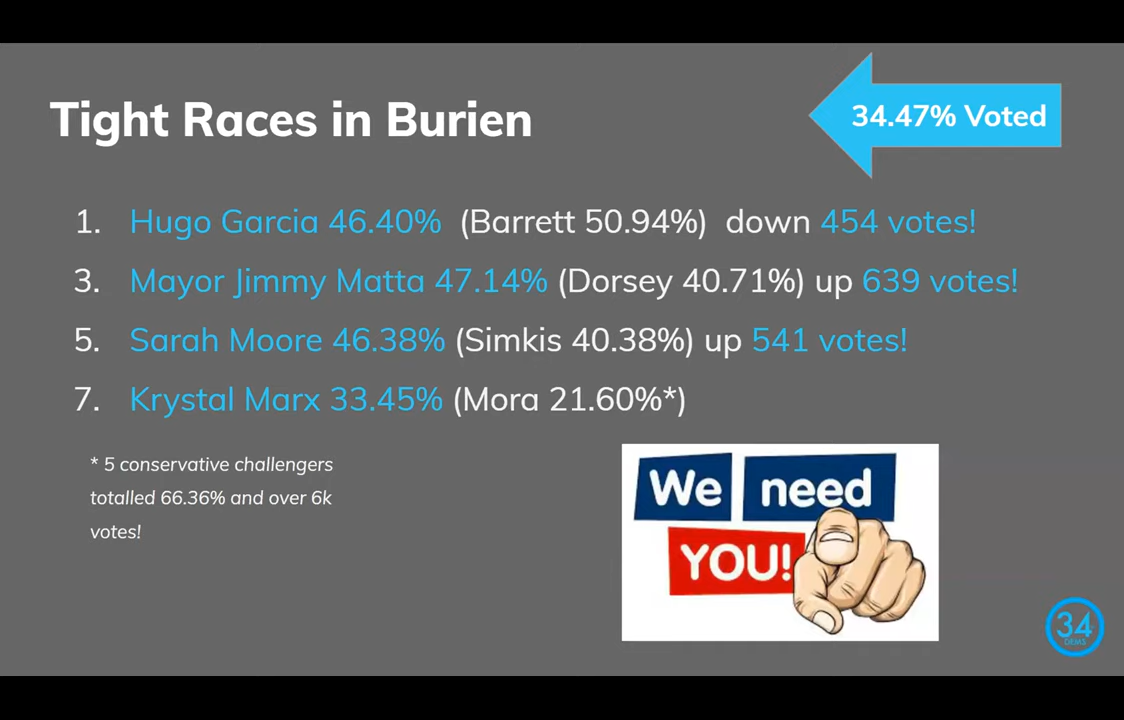 Tight Races in Burien
34.47% Voted
1. Hugo Garcia 46.40% (Barrett 50.94%) down 454 votes!
3. Mayor Jimmy Matta 47.14% (Dorsey 40.71%) up 639 votes!
5. Sarah Moore 46.38% (Simkis 40.38%) up 541 votes!
7. Krystal Marx 33.45% (Mora 21.60%*)
* 5 conservative challengers
totalled 66.36% and over 6k
votes!
We need
YOU!
34
DEMS